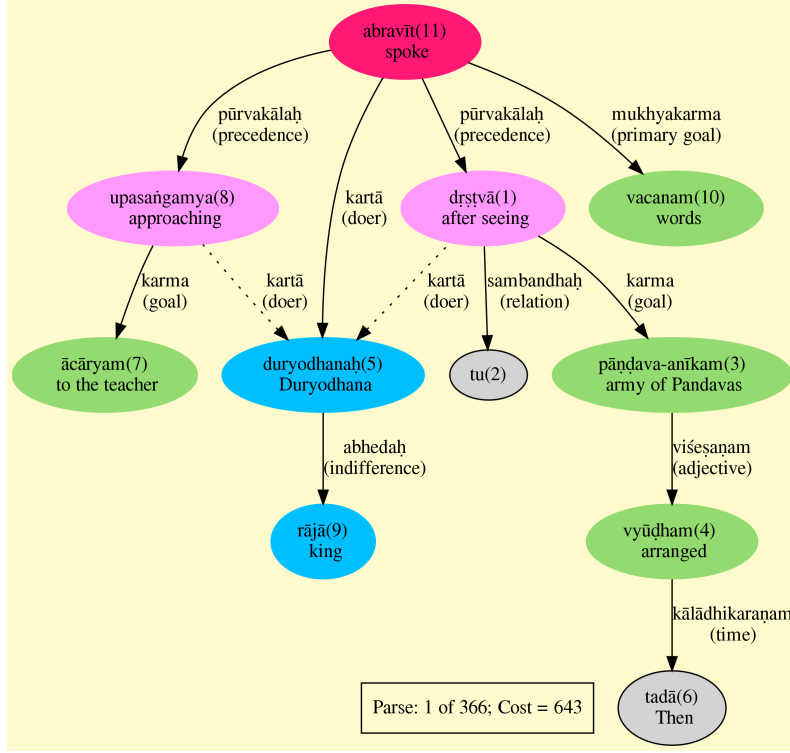 abravīt(11)
spoke
pūrvakālaḥ
(precedence)
pūrvakālaḥ
(precedence)
mukhyakarma
(primary goal)
upasaṅgamya(8)
approaching
kartā
(doer)
dṛṣṭvā(1)
after seeing
vacanam(10)
words
karma
(goal)
kartā
(doer)
kartā
(doer)
sambandhaḥ
(relation)
karma
(goal)
ācāryam(7)
to the teacher
duryodhanaḥ(5)
Duryodhana
tu(2)
pāṇḍava-anīkam(3)
army of Pandavas
abhedaḥ
(indifference)
viśeṣaṇam
(adjective)
rājā(9)
king
vyūḍham(4)
arranged
kālādhikaraṇam
(time)
Parse: 1 of 366; Cost = 643
tadā(6)
Then